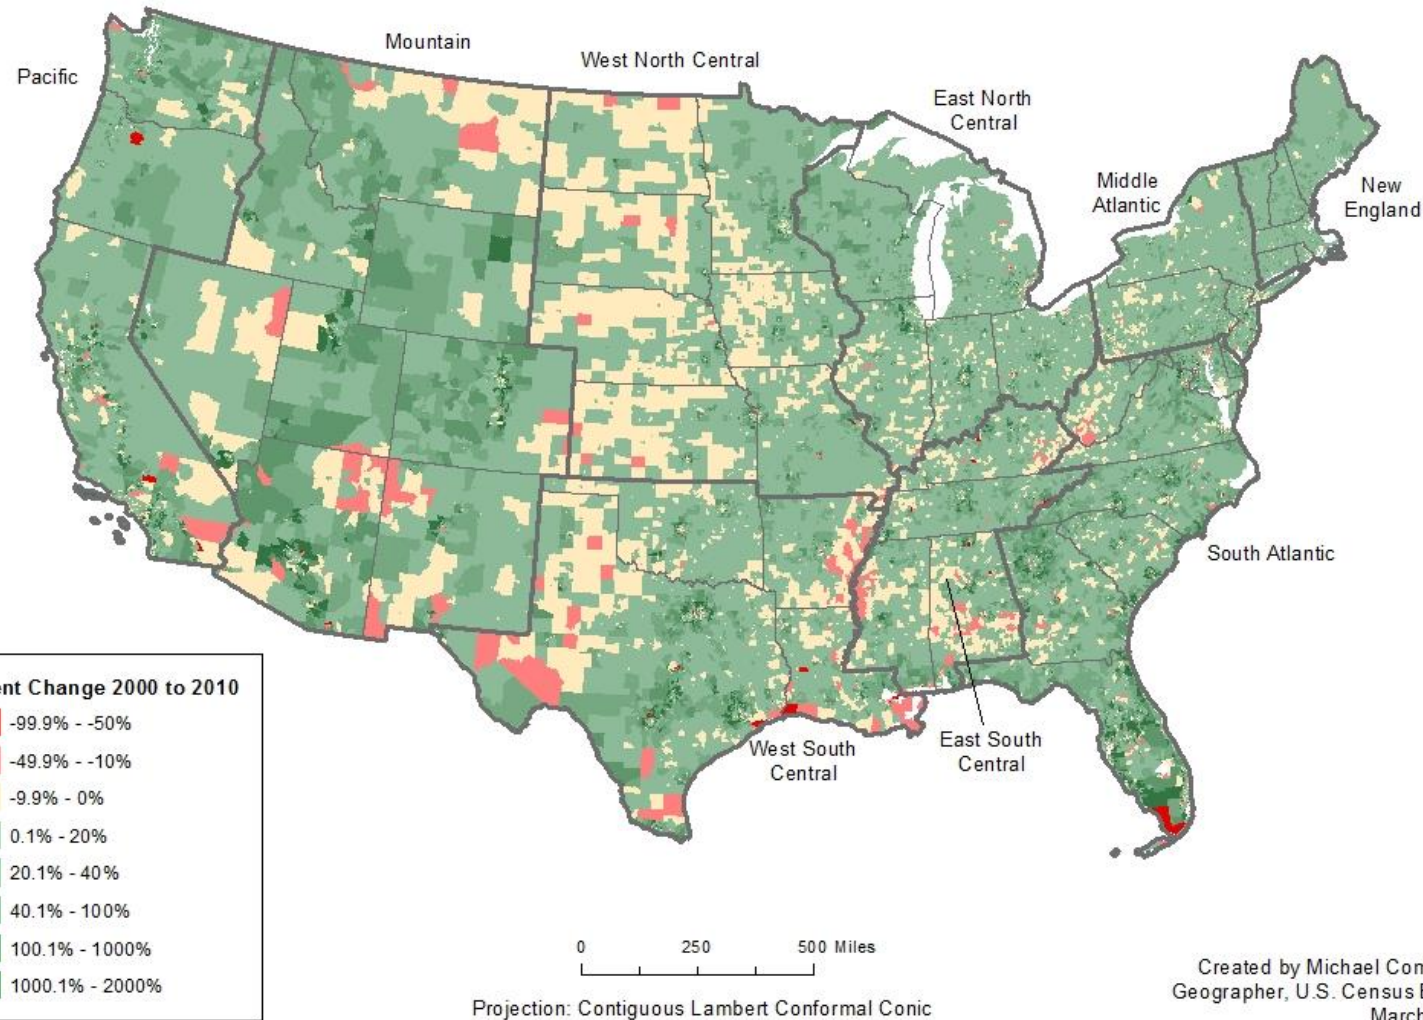 Pacific
Mountain
West North Central
East North
Central
Middle
Atlantic
New
England
South Atlantic
East South
Central
West South
Central
Change 2000 to 2010
-99.9% - -50%
-49.9% - -10%
-9.9% - 0%
0.1% - 20%
20.1% - 40%
40.1% - 100%
100.1% - 1000%
1000.1% - 2000%
0 250 500 Miles
Projection: Contiguous Lambert Conformal Conic
Created by Michael
Geographer, U.S. Census
March